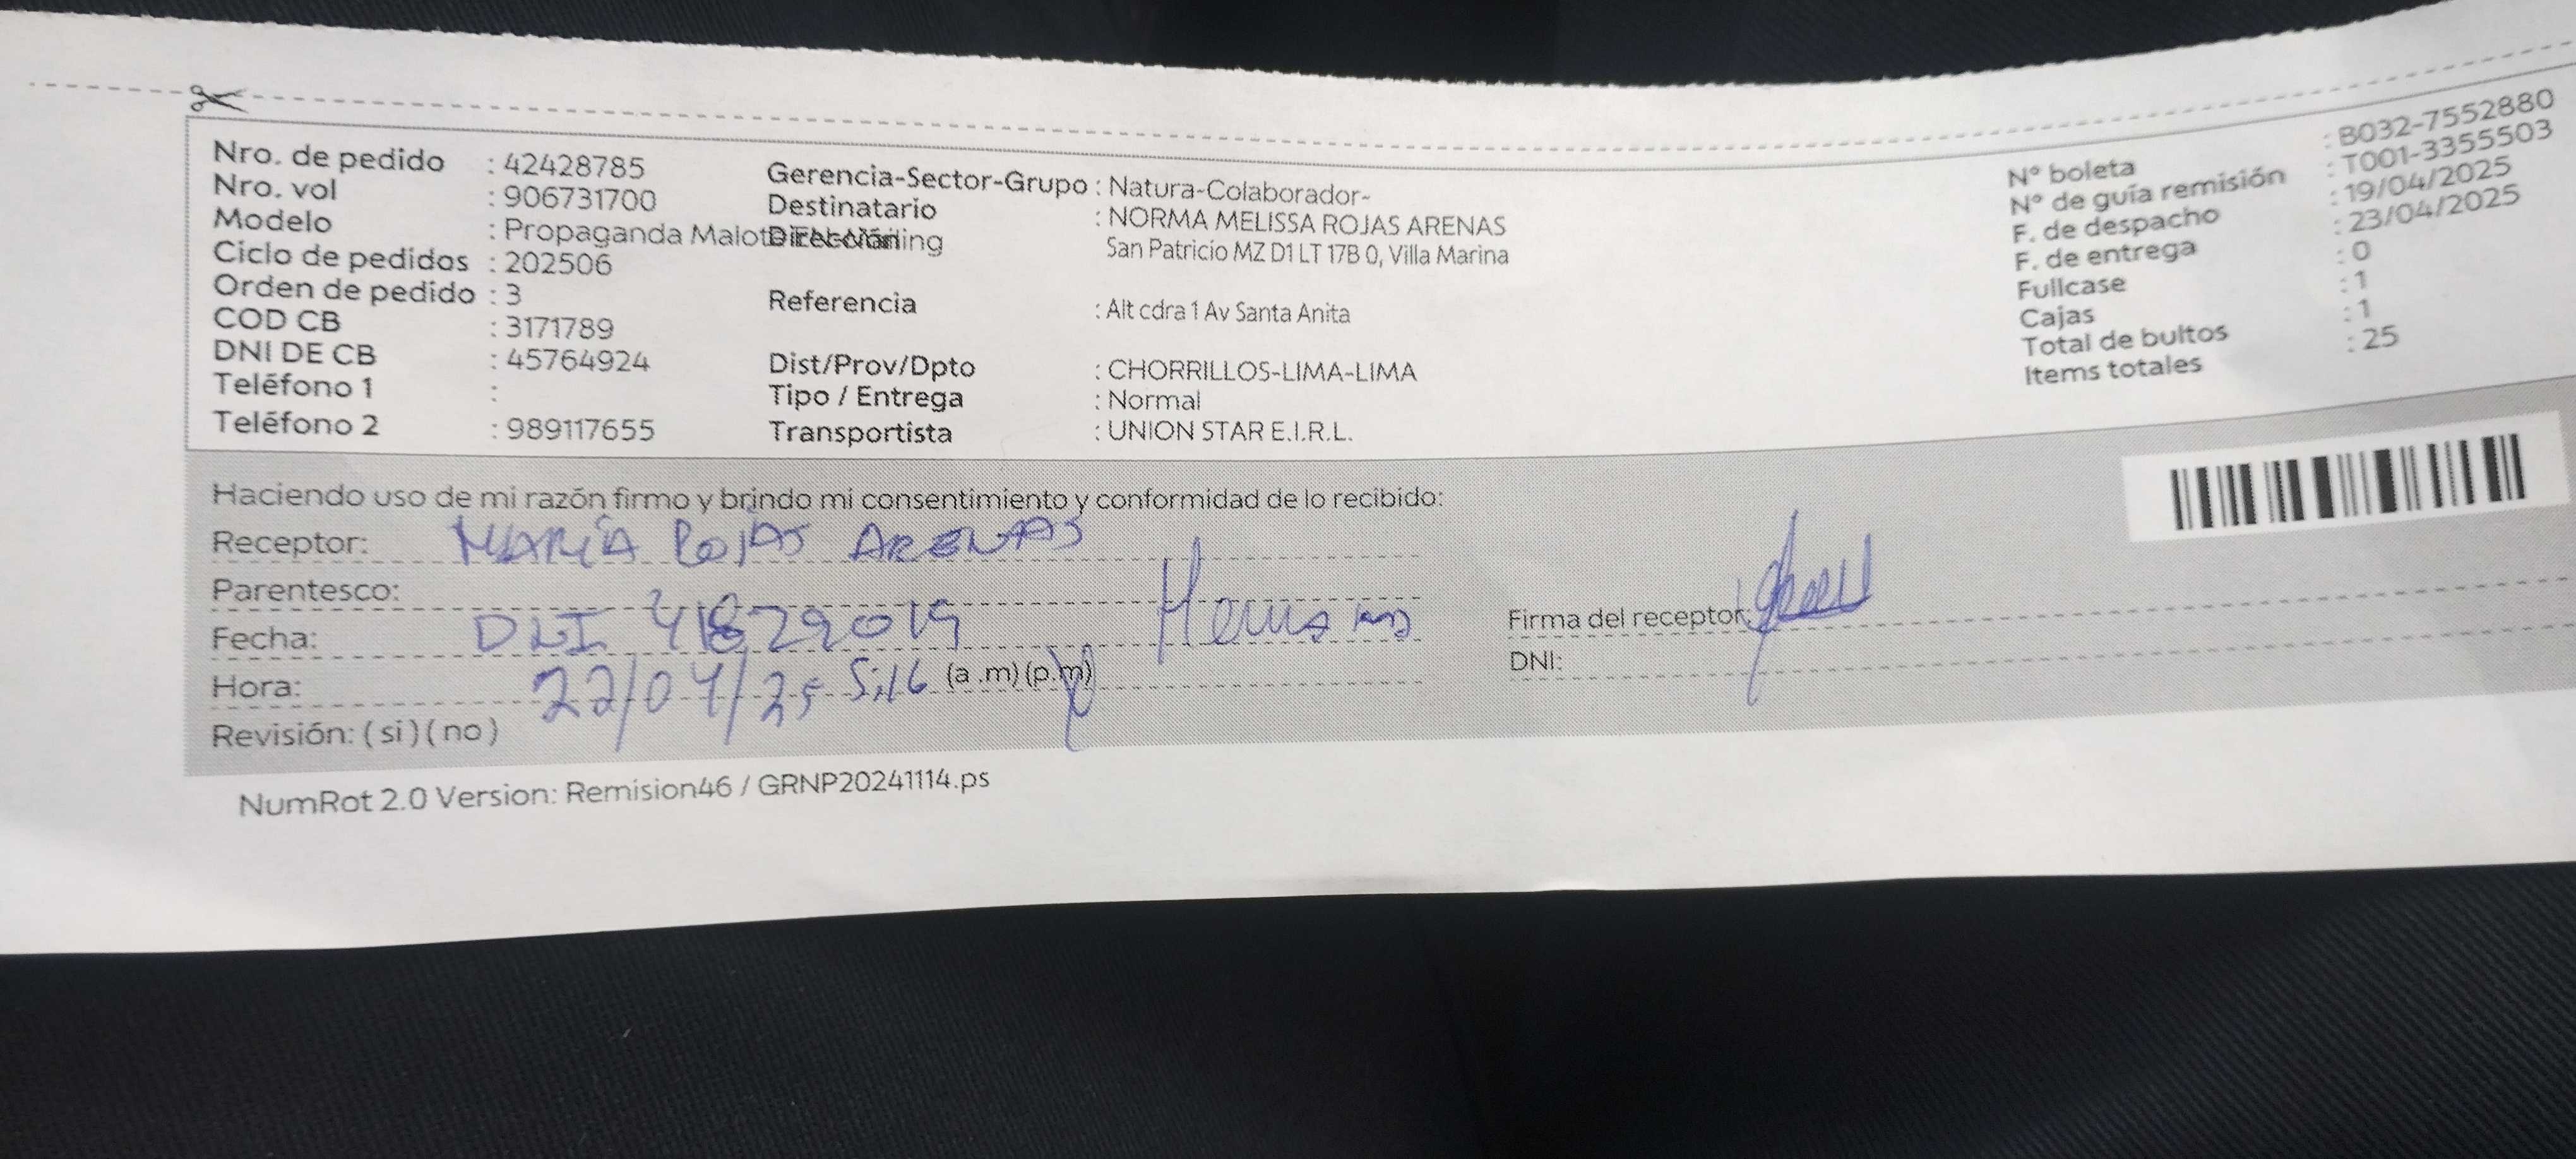 Nro. de pedido : 42428785
Nro. vol : 906731700
Modelo : Propaganda
Ciclo de pedidos : 202506
Orden de pedido : 3
COD CB : 3171789
DNI DE CB : 45764924
Teléfono 1 :
Teléfono 2 : 989117655
Gerencia-Sector-Grupo : Natura-Colaborador-
Destinatario : NORMA MELISSA ROJAS ARENAS
Dirección San Patricio MZ D1 LT 17B 0, Villa Marina
Referencia : Alt cdra 1 Av Santa Anita
Dist/Prov/Dpto : CHORRILLOS-LIMA-LIMA
Tipo / Entrega : Normal
Transportista : UNION STAR E.I.R.L.
N° boleta : B032-7552880
N° de guía remisión : T001-3355503
F. de despacho : 19/04/2025
F. de entrega : 23/04/2025
Fullcase : 0
Cajas : 1
Total de bultos : 1
Items totales : 25
Haciendo uso de mi razón firmo y brindo mi consentimiento y conformidad de lo recibido:
Receptor: MARÍA ROJAS ARENAS
Parentesco:
Fecha: DNI 41829019 Hermana
Hora: 22/04/25 5:16 (a .m) (p.m)
Revisión: ( si ) ( no )
Firma del receptor:
DNI:
NumRot 2.0 Version: Remision46 / GRNP20241114.ps